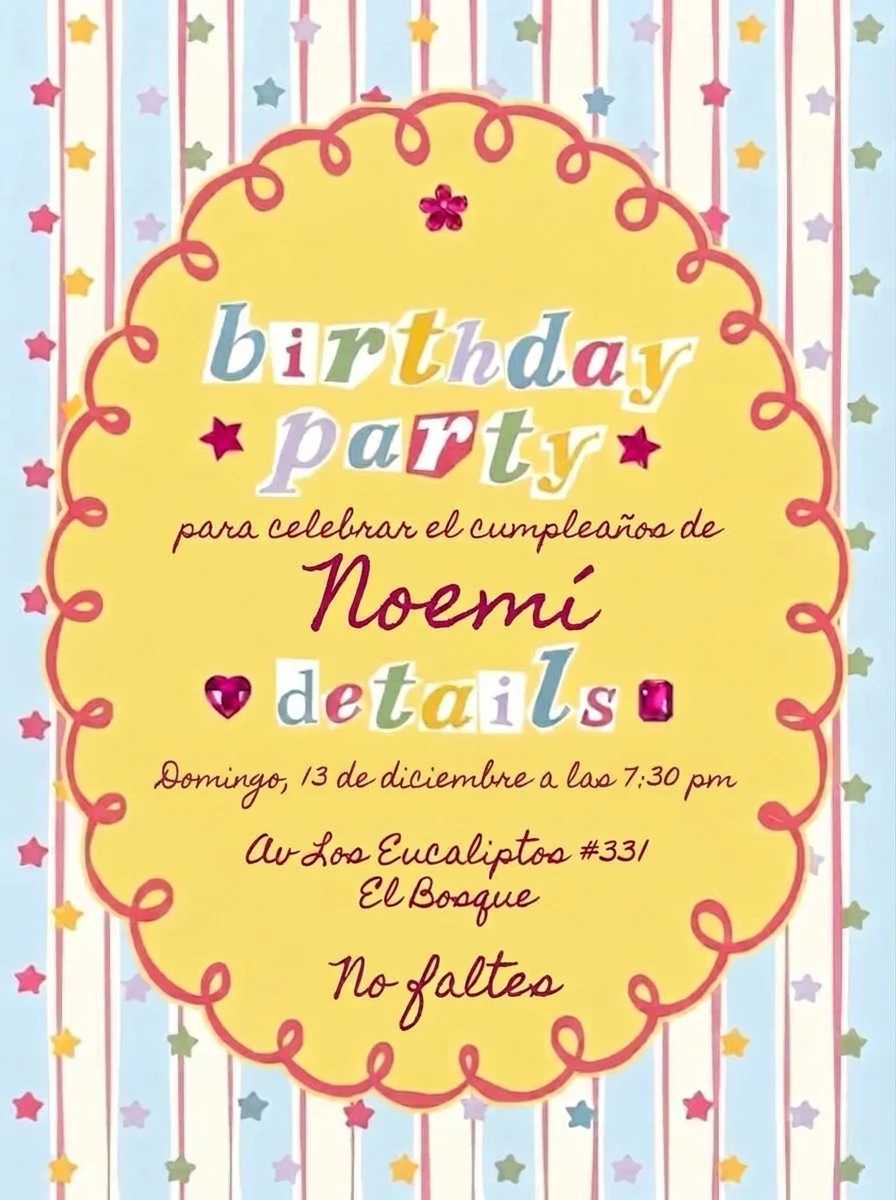 birthday
party
para celebrar el cumpleaños de
Noemí
details
Domingo, 13 de diciembre a las 7:30 pm
Av Los Eucaliptos #331
El Bosque
No faltes